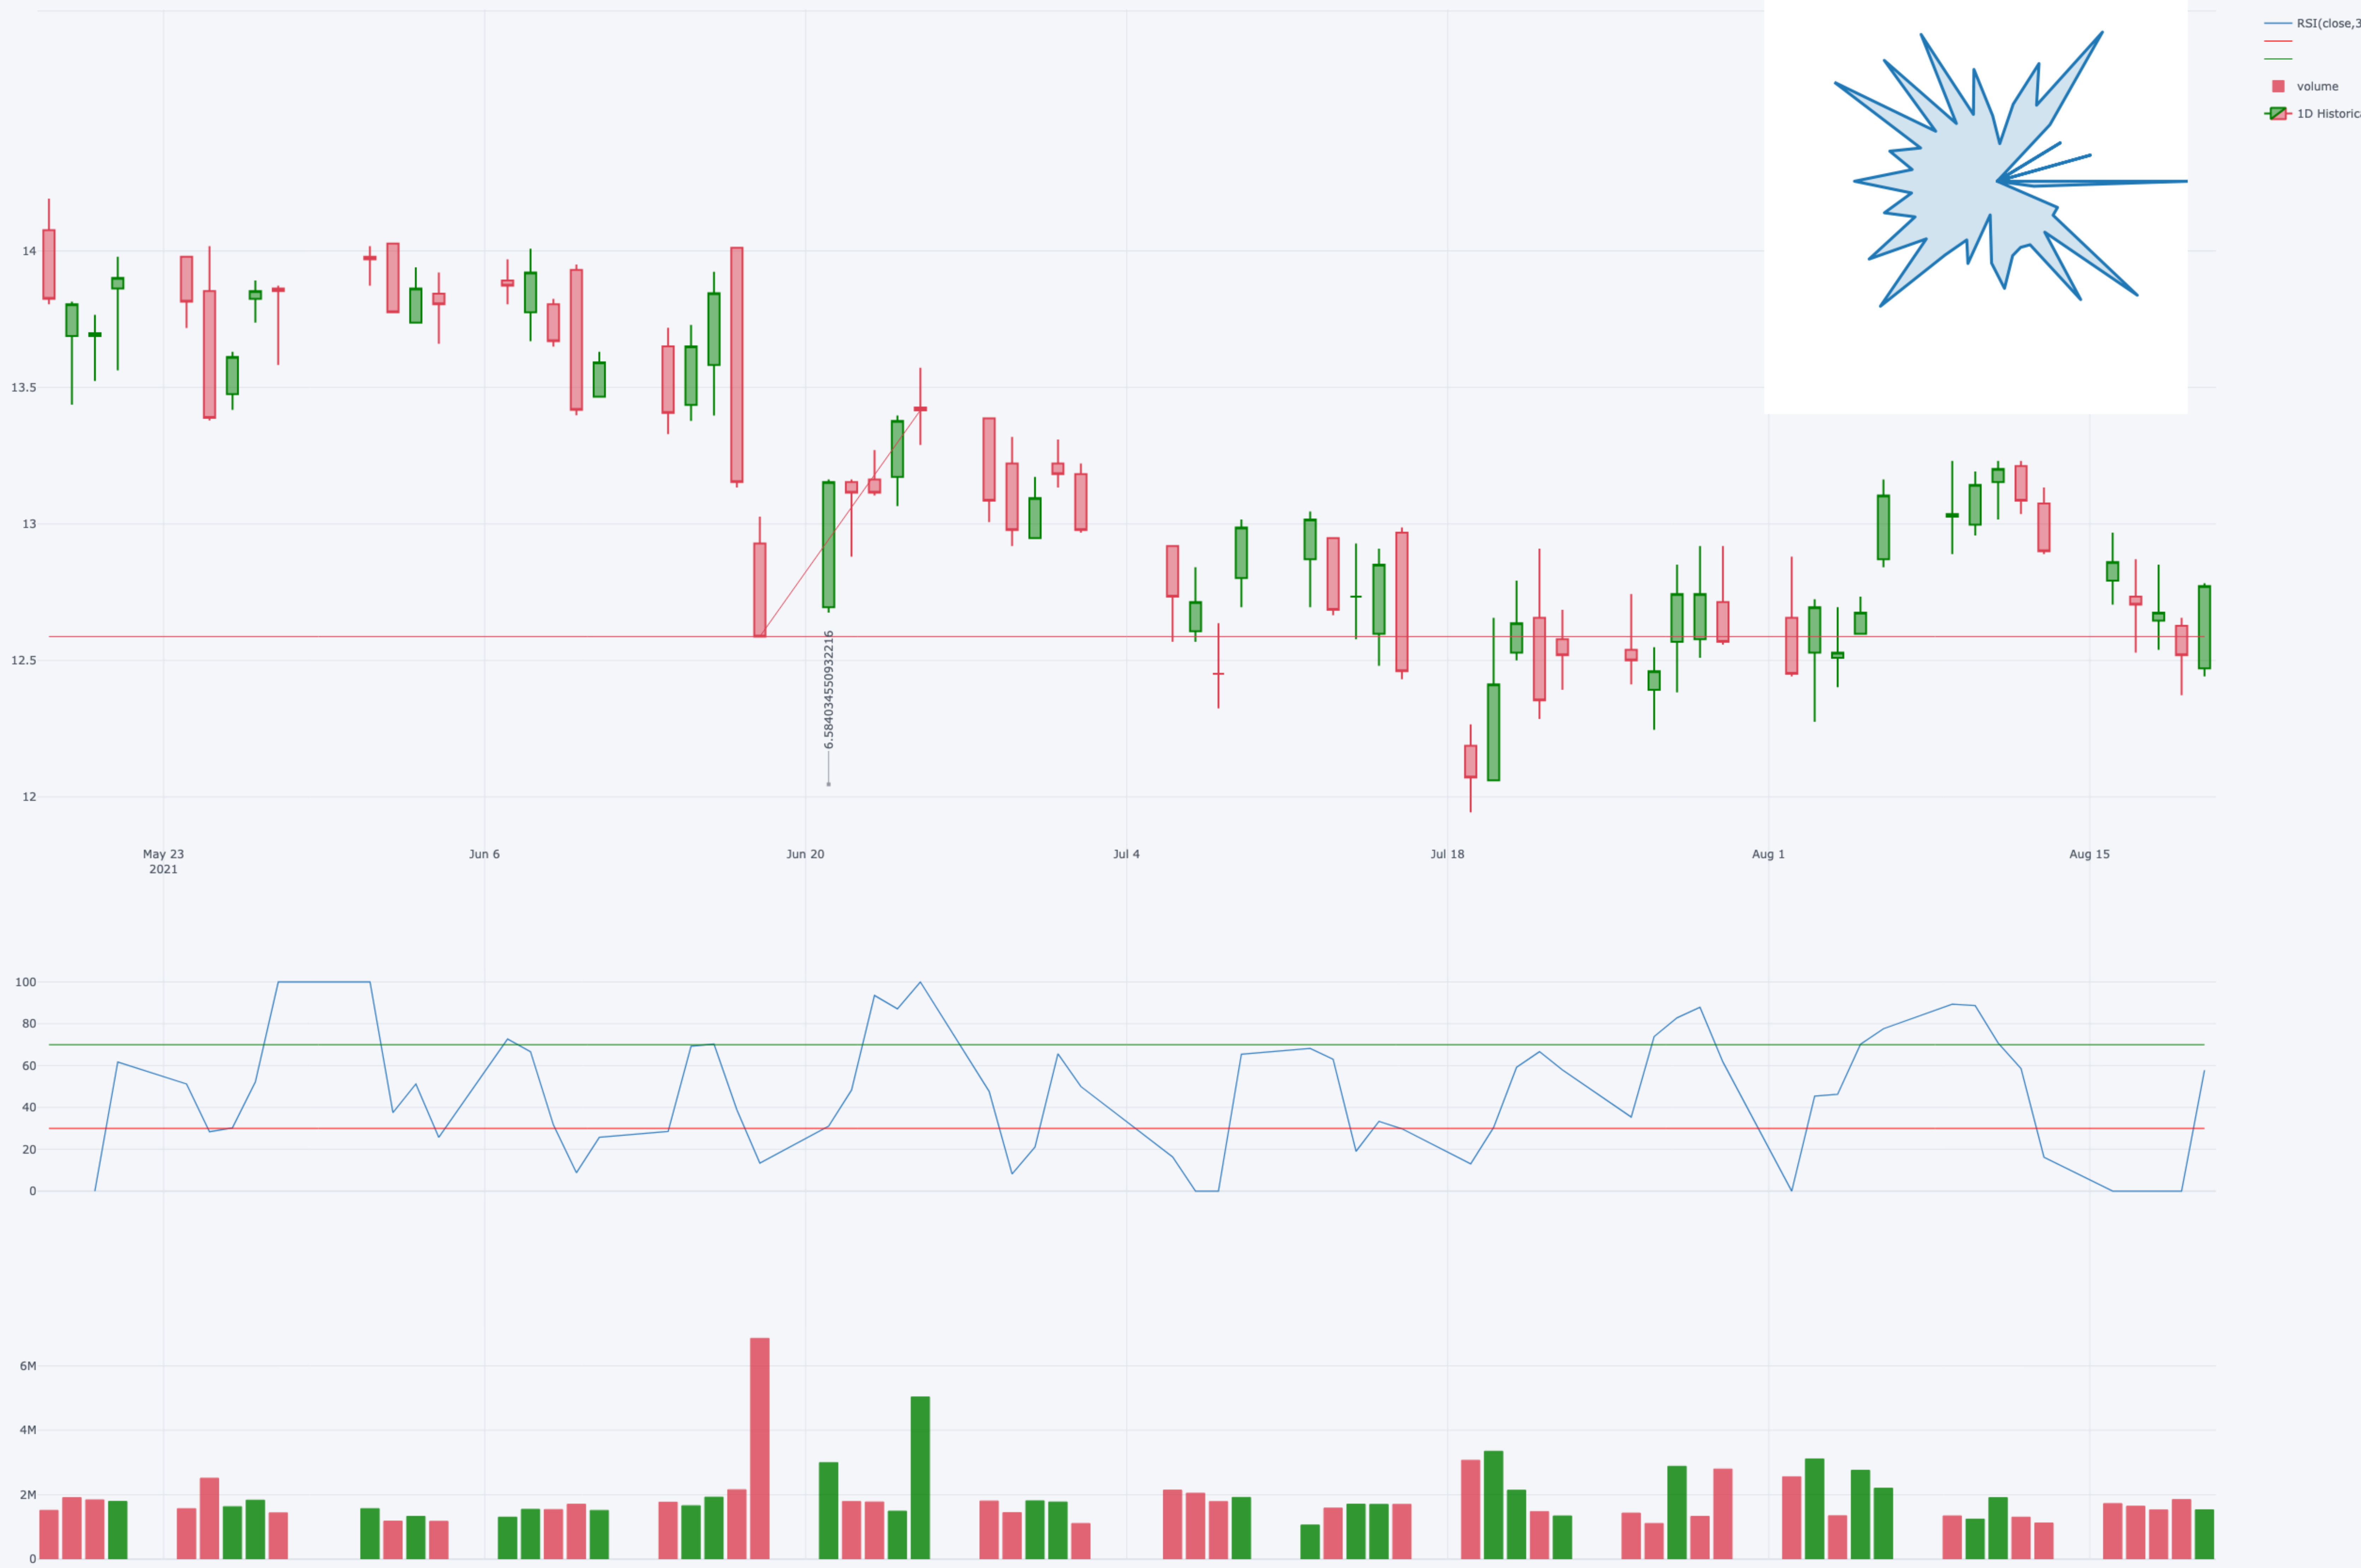 RSI(close,3
volume
1D Historica
14
13.5
13
12.5
12
6.584034550932216
May 23
2021
Jun 6
Jun 20
Jul 4
Jul 18
Aug 1
Aug 15
100
80
60
40
20
0
6M
4M
2M
0